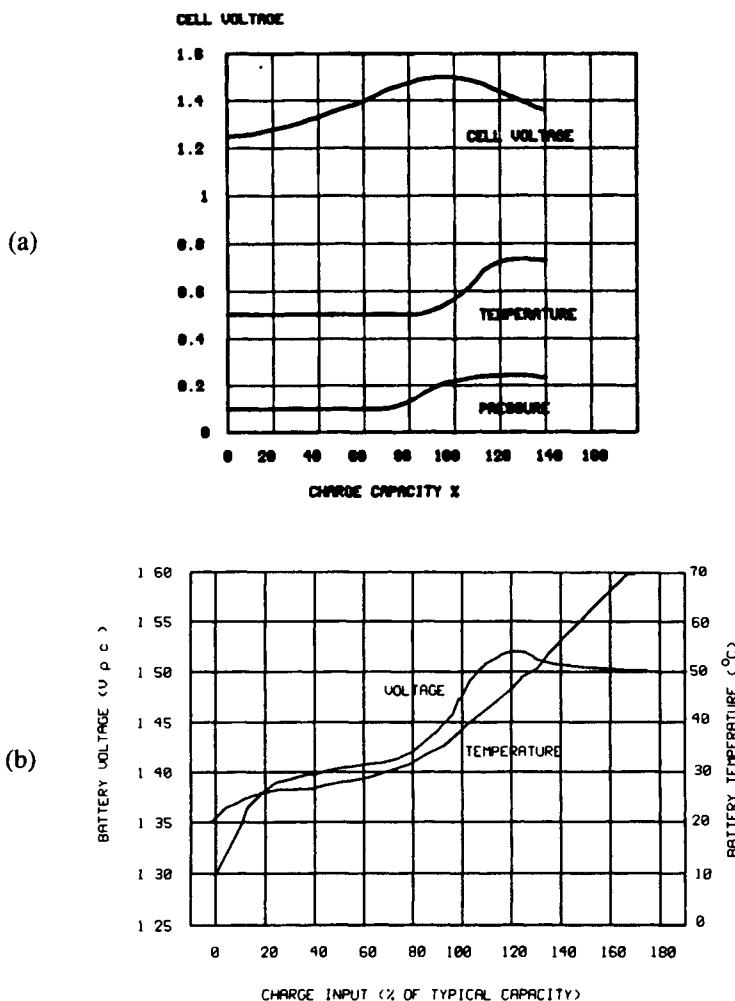 CELL VOLTAGE
1.6
1.4
CELL VOLTAGE
1.2
1
(a)
0.8
0.6
TEMPERATURE
0.4
0.2
PRESSURE
0
0 20 40 60 80 100 120 140 160
CHARGE CAPACITY %
1 60 70
1 55 60
1 50 50
VOLTAGE
1 45 40
TEMPERATURE
(b)
1 40 30
1 35 20
1 30 10
1 25 0
BATTERY VOLTAGE (V p c)
BATTERY TEMPERATURE (°C)
0 20 40 60 80 100 120 140 160 180
CHARGE INPUT (% OF TYPICAL CAPACITY)